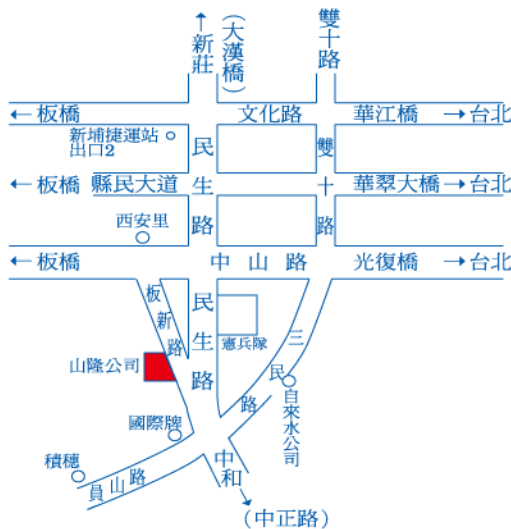 ↑新莊
(大漢橋)
雙十路
←板橋
文化路
華江橋
→台北
新埔捷運站
出口2
民生路
雙十路
←板橋
縣民大道
華翠大橋
→台北
西安里
←板橋
中山路
光復橋
→台北
板新路
民生路
憲兵隊
三民路
山隆公司
自來水公司
國際牌
積穗
員山路
中和
(中正路)